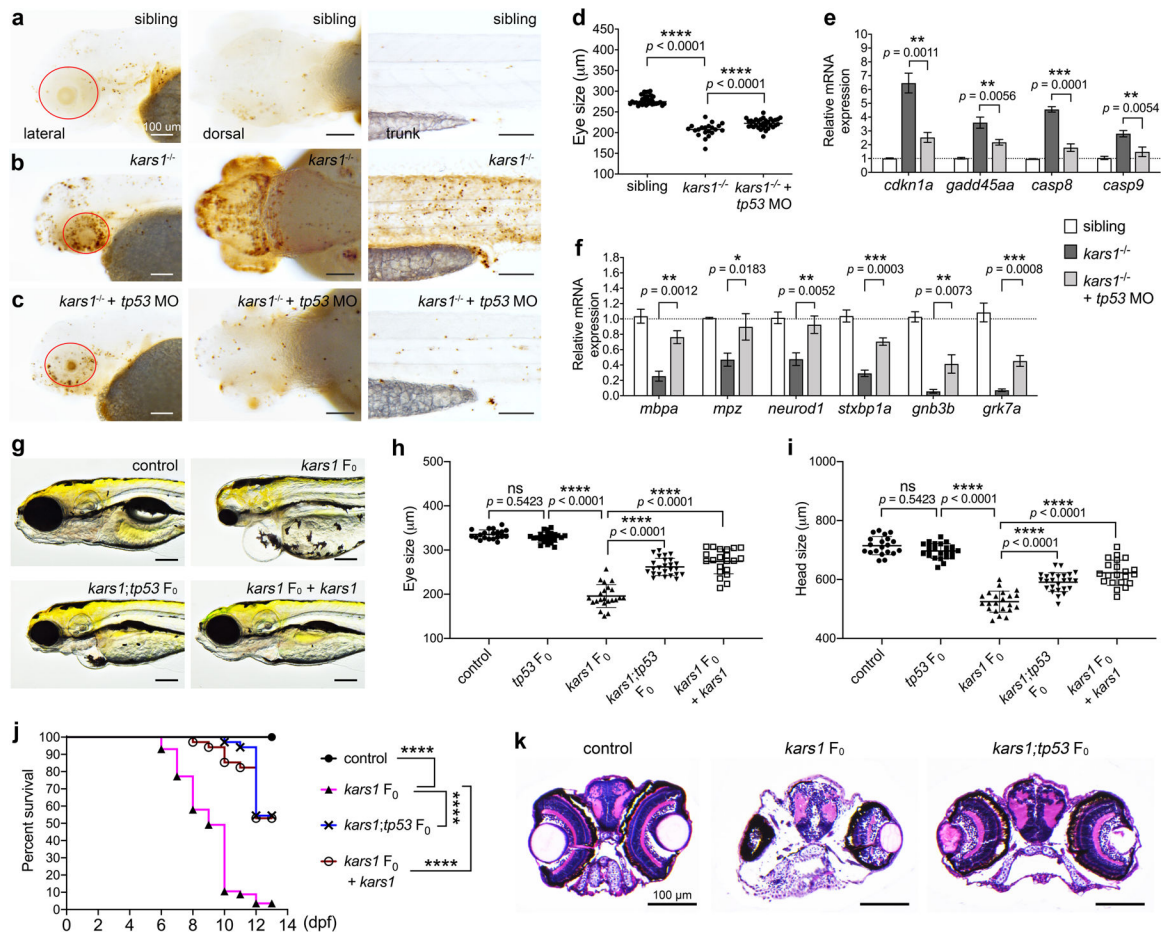 a
sibling
sibling
sibling
lateral
100 um
dorsal
trunk
b
kars1-/-
kars1-/-
kars1-/-
c
kars1-/- + tp53 MO
kars1-/- + tp53 MO
kars1-/- + tp53 MO
d
Eye size (μm)
450
400
350
300
250
200
150
100
****
p < 0.0001
****
p < 0.0001
sibling
kars1-/-
kars1-/- +
tp53 MO
e
Relative mRNA
expression
10
9
8
7
6
5
4
3
2
1
0
**
p = 0.0011
**
p = 0.0056
***
p = 0.0001
**
p = 0.0054
cdkn1a
gadd45aa
casp8
casp9
sibling
kars1-/-
kars1-/-
+ tp53 MO
f
Relative mRNA
expression
1.8
1.6
1.4
1.2
1.0
0.8
0.6
0.4
0.2
0.0
**
p = 0.0012
*
p = 0.0183
**
p = 0.0052
***
p = 0.0003
**
p = 0.0073
***
p = 0.0008
mbpa
mpz
neurod1
stxbp1a
gnb3b
grk7a
g
control
kars1 F0
kars1;tp53 F0
kars1 F0 + kars1
h
Eye size (μm)
500
400
300
200
100
ns
p = 0.5423
****
p < 0.0001
****
p < 0.0001
****
p < 0.0001
control
tp53 F0
kars1 F0
kars1;tp53
F0
kars1 F0
+ kars1
i
Head size (μm)
1000
800
600
400
ns
p = 0.5423
****
p < 0.0001
****
p < 0.0001
****
p < 0.0001
control
tp53 F0
kars1 F0
kars1;tp53
F0
kars1 F0
+ kars1
j
Percent survival
100
90
80
70
60
50
40
30
20
10
0
0
2
4
6
8
10
12
14
(dpf)
control
kars1 F0
kars1;tp53 F0
kars1 F0
+ kars1
****
****
****
k
control
kars1 F0
kars1;tp53 F0
100 μm